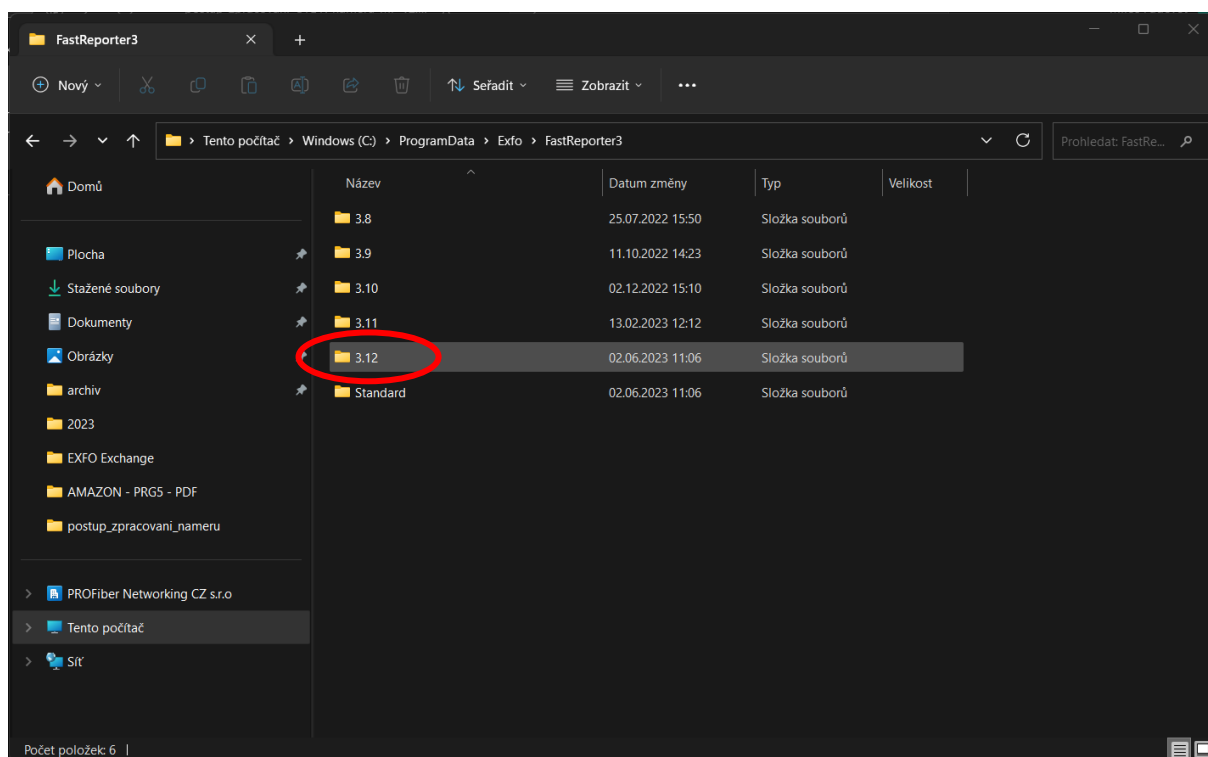 FastReporter3
Nový
Seřadit
Zobrazit
Tento počítač > Windows (C:) > ProgramData > Exfo > FastReporter3
Prohledat: FastRe...
Domů
Plocha
Stažené soubory
Dokumenty
Obrázky
archiv
2023
EXFO Exchange
AMAZON - PRG5 - PDF
postup_zpracovani_nameru
PROFiber Networking CZ s.r.o
Tento počítač
Síť
Název Datum změny Typ Velikost
3.8 25.07.2022 15:50 Složka souborů
3.9 11.10.2022 14:23 Složka souborů
3.10 02.12.2022 15:10 Složka souborů
3.11 13.02.2023 12:12 Složka souborů
3.12 02.06.2023 11:06 Složka souborů
Standard 02.06.2023 11:06 Složka souborů
Počet položek: 6